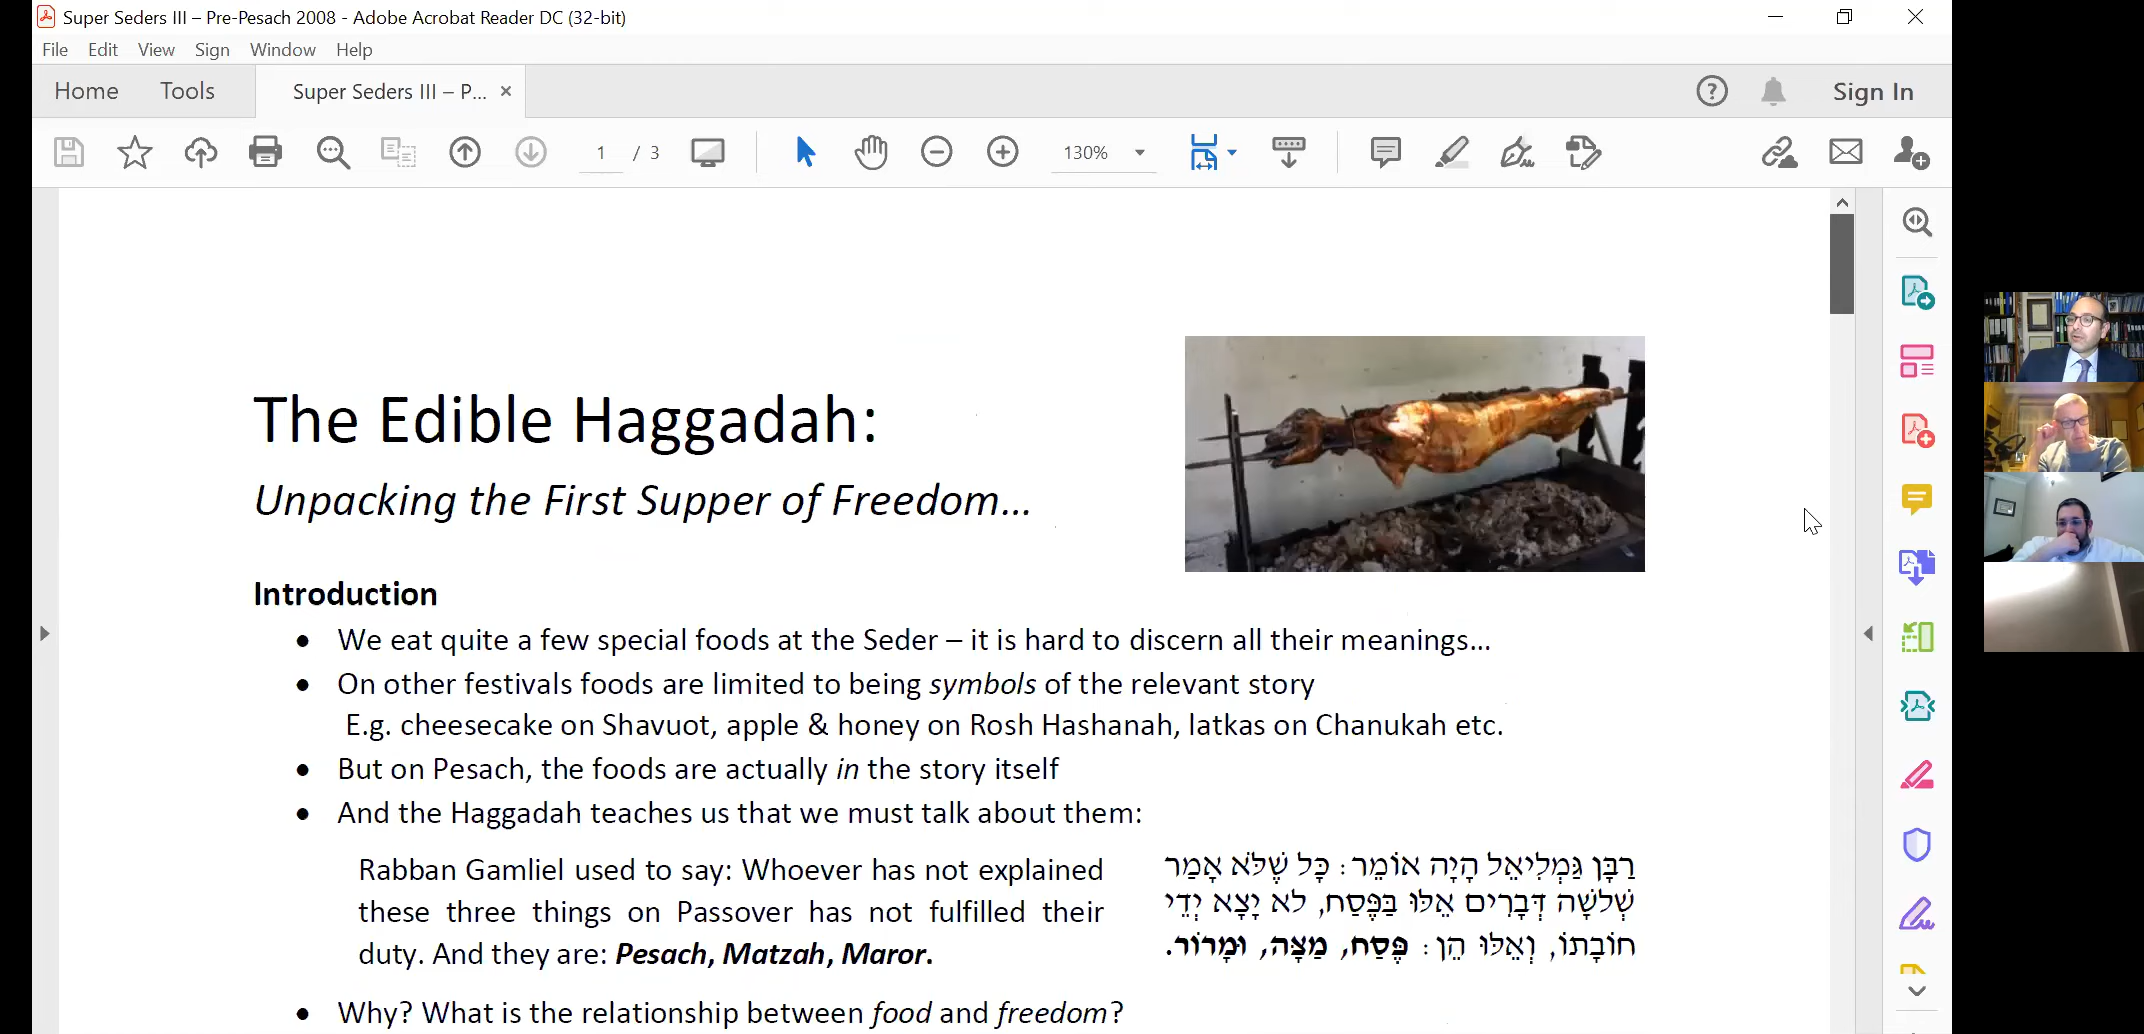 Super Seders III – Pre-Pesach 2008 - Adobe Acrobat Reader DC (32-bit)
File Edit View Sign Window Help
Home Tools Super Seders III – P... × Sign In
1 / 3 130%
The Edible Haggadah:
Unpacking the First Supper of Freedom...
Introduction
• We eat quite a few special foods at the Seder – it is hard to discern all their meanings...
• On other festivals foods are limited to being symbols of the relevant story
E.g. cheesecake on Shavuot, apple & honey on Rosh Hashanah, latkas on Chanukah etc.
• But on Pesach, the foods are actually in the story itself
• And the Haggadah teaches us that we must talk about them:
Rabban Gamliel used to say: Whoever has not explained
these three things on Passover has not fulfilled their
duty. And they are: Pesach, Matzah, Maror.
רַבָּן גַּמְלִיאֵל הָיָה אוֹמֵר: כָּל שֶׁלֹּא אָמַר
שְׁלשָׁה דְּבָרִים אֵלּוּ בַּפֶּסַח, לֹא יָצָא יְדֵי
חוֹבָתוֹ, וְאֵלּוּ הֵן: פֶּסַח, מַצָּה, וּמָרוֹר.
• Why? What is the relationship between food and freedom?